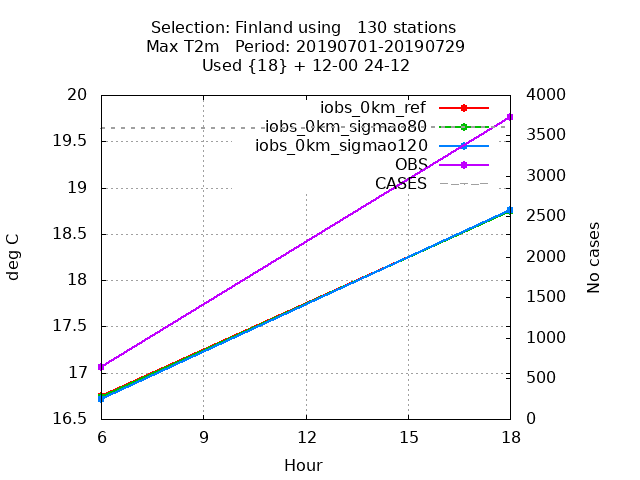 Selection: Finland using   130 stations
Max T2m   Period: 20190701-20190729
Used {18} + 12-00 24-12
20
19.5
19
18.5
18
17.5
17
16.5
deg C
4000
3500
3000
2500
2000
1500
1000
500
0
No cases
iobs_0km_ref
iobs_0km_sigmao80
iobs_0km_sigmao120
OBS
CASES
6
9
12
15
18
Hour